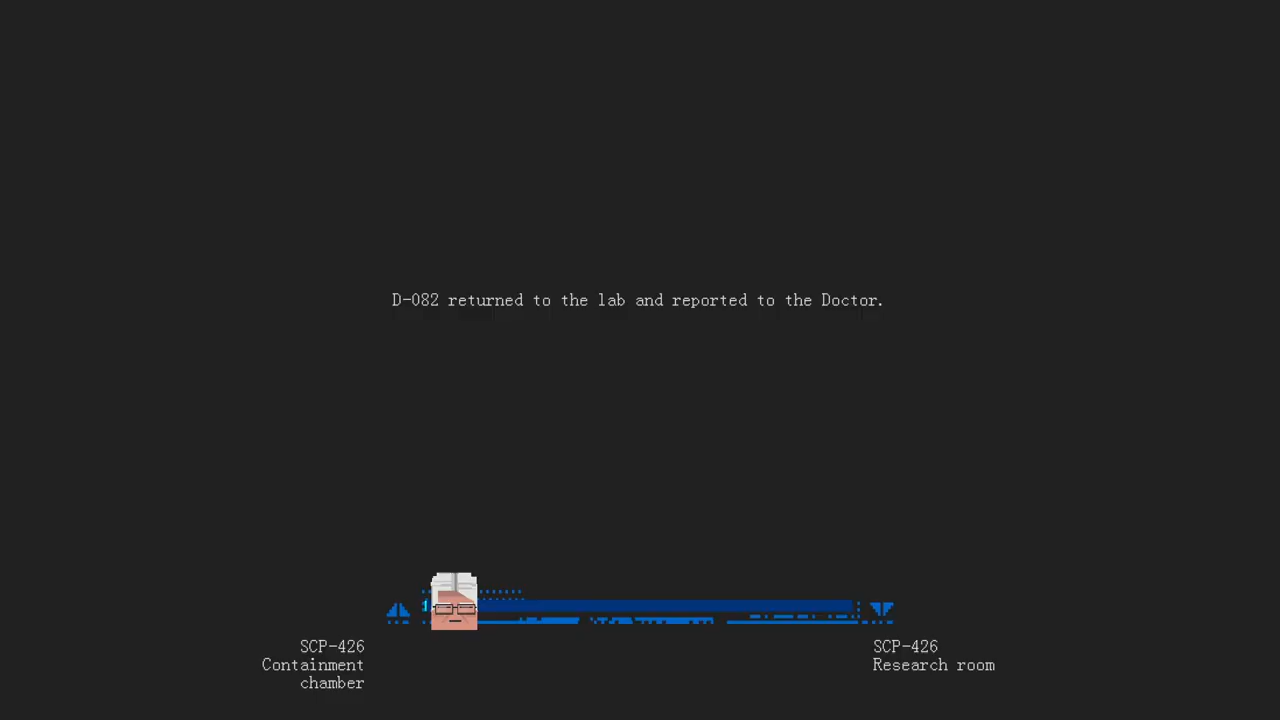 D-082 returned to the lab and reported to the Doctor.
SCP-426
Containment
chamber
SCP-426
Research room